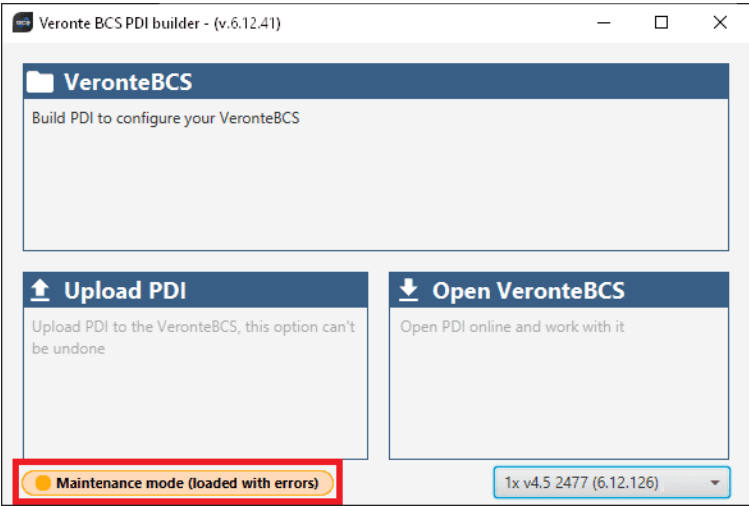 Veronte BCS PDI builder - (v.6.12.41)
VeronteBCS
Build PDI to configure your VeronteBCS
Upload PDI
Upload PDI to the VeronteBCS, this option can't
be undone
Open VeronteBCS
Open PDI online and work with it
Maintenance mode (loaded with errors)
1x v4.5 2477 (6.12.126)